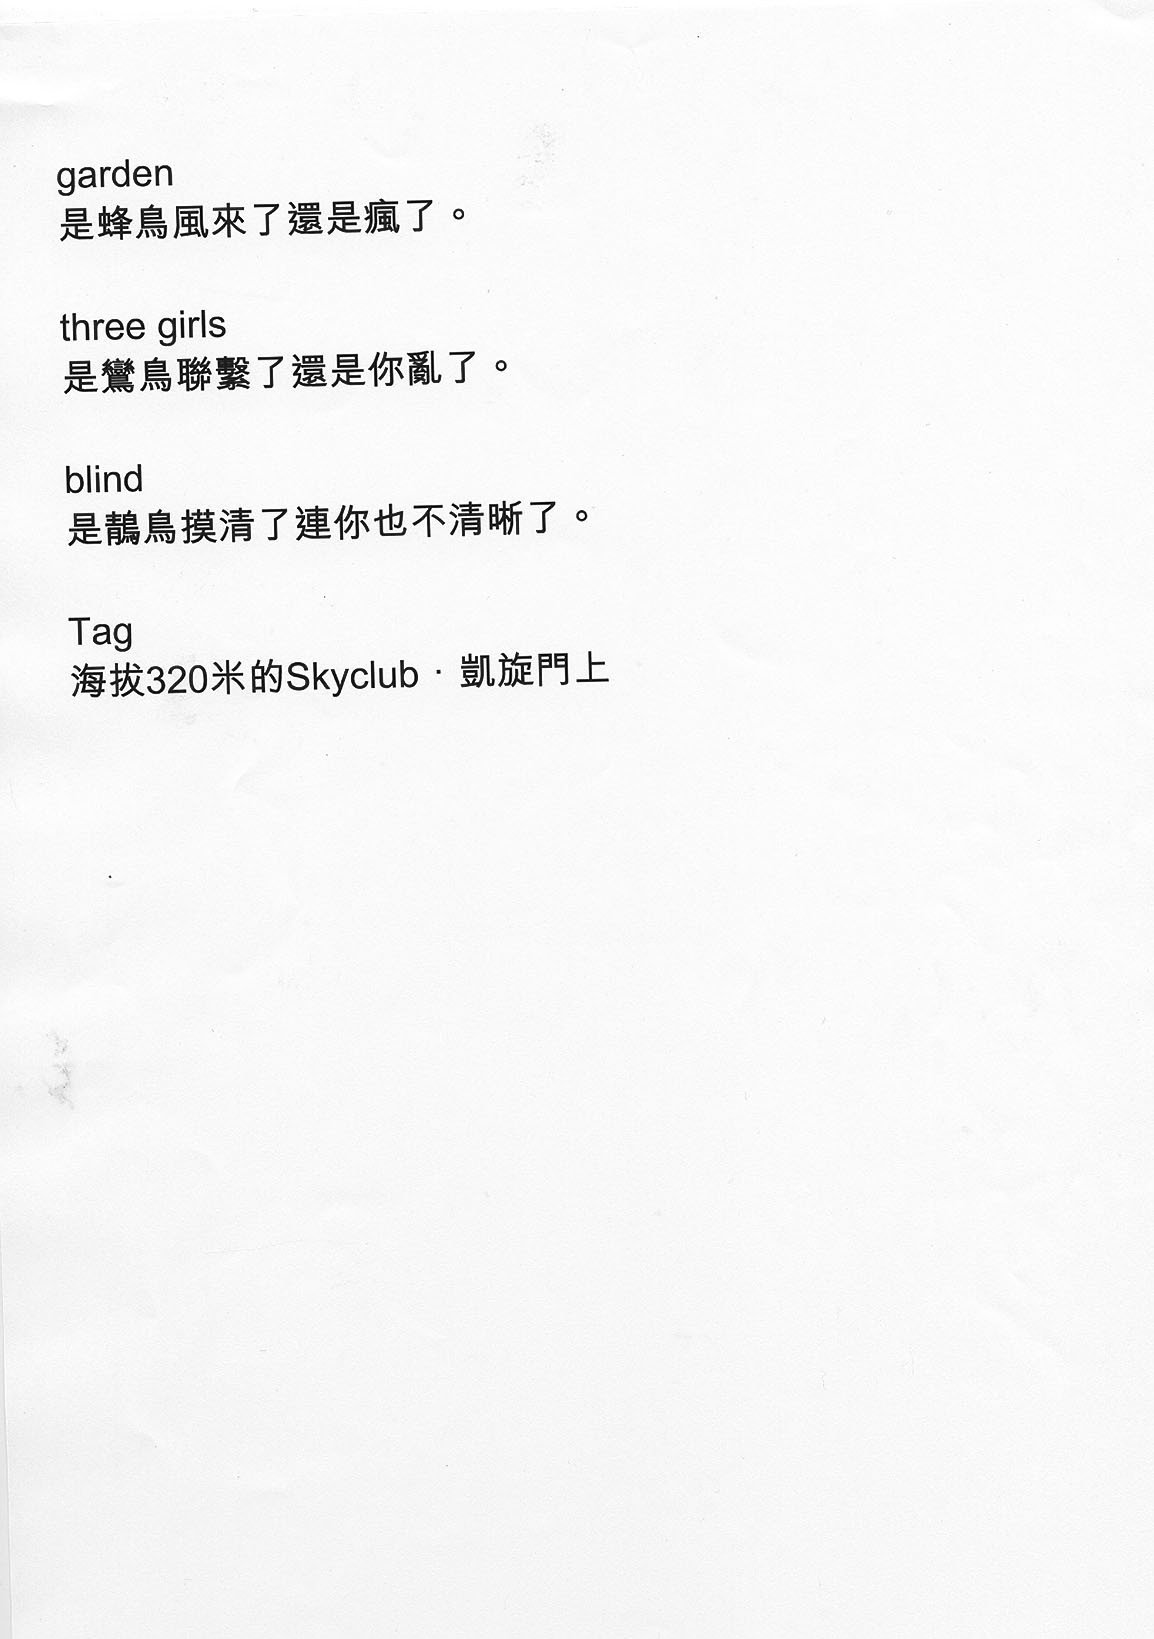 garden
是蜂鳥風來了還是瘋了。
three girls
是鸞鳥聯繫了還是你亂了。
blind
是鶄鳥摸清了連你也不清晰了。
Tag
海拔320米的Skyclub‧凱旋門上